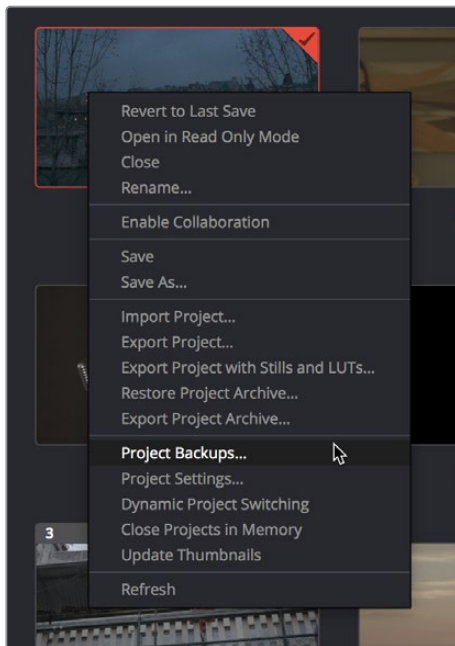 Revert to Last Save
Open in Read Only Mode
Close
Rename...
Enable Collaboration
Save
Save As...
Import Project...
Export Project...
Export Project with Stills and LUTs...
Restore Project Archive...
Export Project Archive...
Project Backups...
Project Settings...
Dynamic Project Switching
3
Close Projects in Memory
Update Thumbnails
Refresh